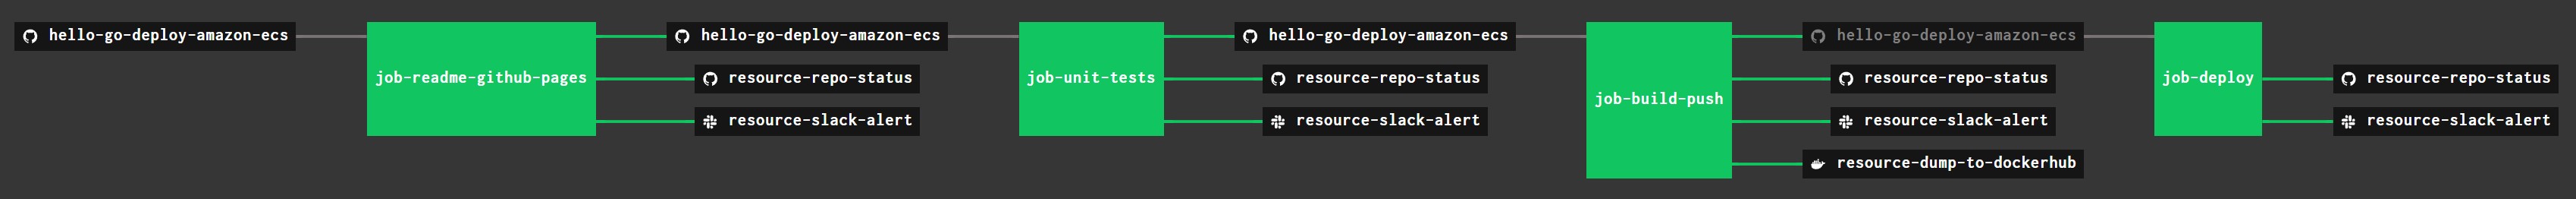 hello-go-deploy-amazon-ecs
job-readme-github-pages
hello-go-deploy-amazon-ecs
resource-repo-status
resource-slack-alert
job-unit-tests
hello-go-deploy-amazon-ecs
resource-repo-status
resource-slack-alert
job-build-push
hello-go-deploy-amazon-ecs
resource-repo-status
resource-slack-alert
resource-dump-to-dockerhub
job-deploy
resource-repo-status
resource-slack-alert